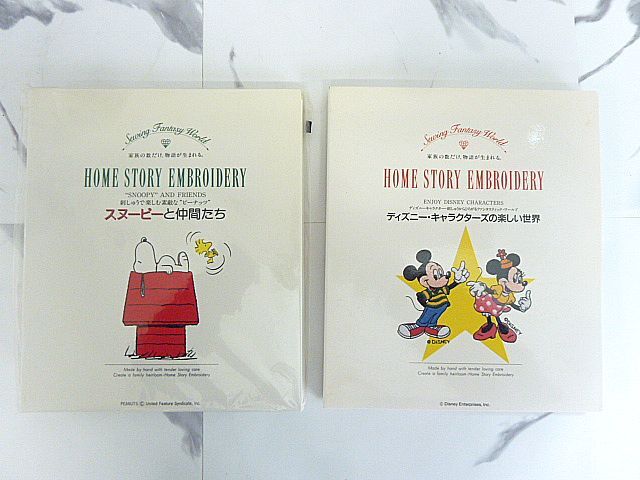 Sewing Fantasy World
家族の数だけ、物語が生まれる。
HOME STORY EMBROIDERY
"SNOOPY" AND FRIENDS
刺しゅうで楽しむ素敵な"ピーナッツ"
スヌーピーと仲間たち
Made by hand with tender loving care
Create a family heirloom-Home Story Embroidery
PEANUTS © United Feature Syndicate, Inc.
Sewing Fantasy World
家族の数だけ、物語が生まれる。
HOME STORY EMBROIDERY
ENJOY DISNEY CHARACTERS
ディズニー・キャラクターズの楽しい世界
© DISNEY
© DISNEY
Made by hand with tender loving care
Create a family heirloom-Home Story Embroidery
© Disney Enterprises, Inc.